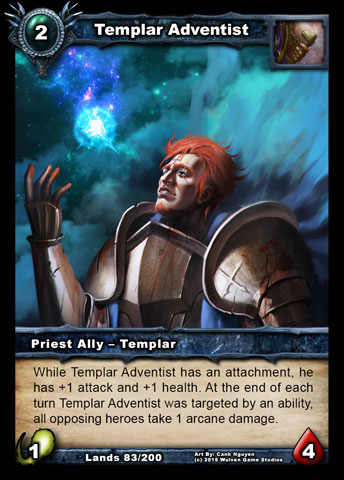 2
Templar Adventist
Priest Ally – Templar
While Templar Adventist has an attachment, he
has +1 attack and +1 health. At the end of each
turn Templar Adventist was targeted by an ability,
all opposing heroes take 1 arcane damage.
1
Lands 83/200
Art By: Canh Nguyen
(c) 2015 Wulven Game Studios
4